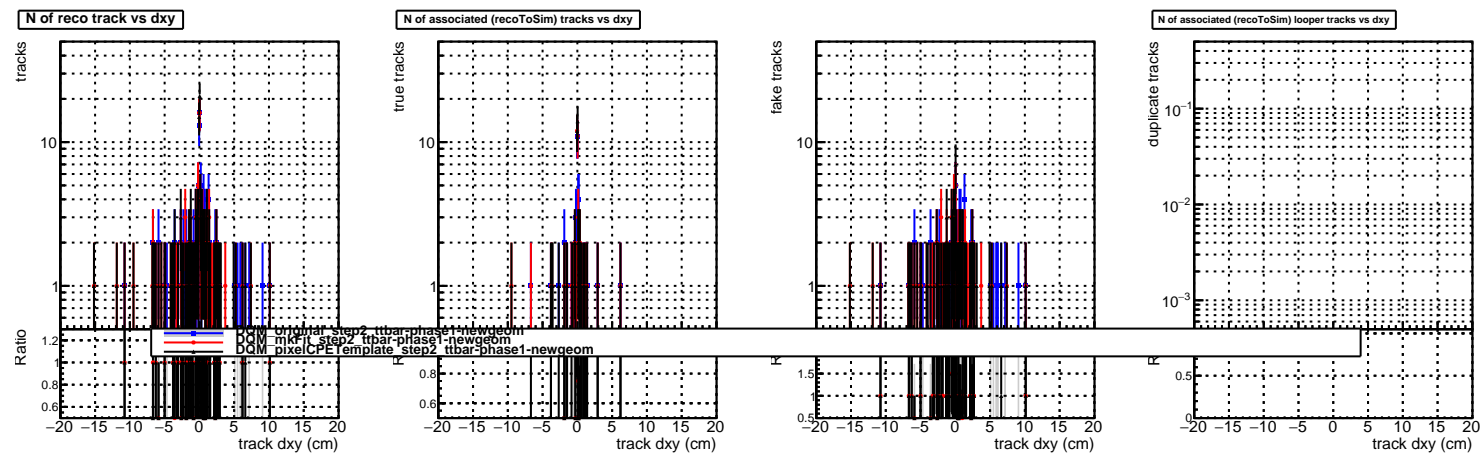 N of reco track vs dxy
N of associated (recoToSim) tracks vs dxy
N of associated (recoToSim) looper tracks vs dxy
tracks
10
1
true tracks
10
1
fake tracks
10
1
duplicate tracks
10⁻¹
10⁻²
10⁻³
DQM_original_step2_ttbar-phase1-newgeom
DQM_mkFit_step2_ttbar-phase1-newgeom
DQM_pixelCPETemplate_step2_ttbar-phase1-newgeom
Ratio
1.2
1
0.8
0.6
0.8
0.6
1.5
1
0.5
0.5
0
−20 −15 −10 −5 0 5 10 15 20
track dxy (cm)
−20 −15 −10 −5 0 5 10 15 20
track dxy (cm)
−20 −15 −10 −5 0 5 10 15 20
track dxy (cm)
−20 −15 −10 −5 0 5 10 15 20
track dxy (cm)